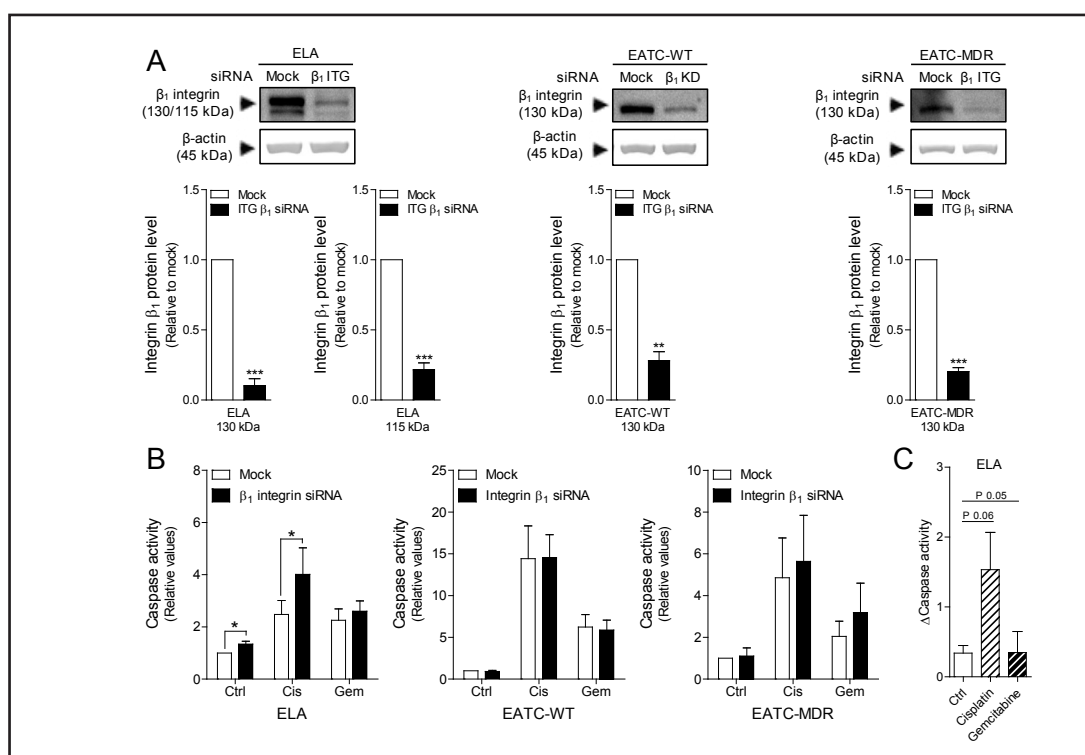 A
ELA
siRNA Mock β1 ITG
β1 integrin
(130/115 kDa)
β-actin
(45 kDa)
EATC-WT
siRNA Mock β1 KD
β1 integrin
(130 kDa)
β-actin
(45 kDa)
EATC-MDR
siRNA Mock β1 ITG
β1 integrin
(130 kDa)
β-actin
(45 kDa)
Integrin β1 protein level
(Relative to mock)
1.5
1.0
0.5
0.0
Mock
ITG β1 siRNA
***
ELA
130 kDa
Integrin β1 protein level
(Relative to mock)
1.5
1.0
0.5
0.0
Mock
ITG β1 siRNA
***
ELA
115 kDa
Integrin β1 protein level
(Relative to mock)
1.5
1.0
0.5
0.0
Mock
ITG β1 siRNA
**
EATC-WT
130 kDa
Integrin β1 protein level
(Relative to mock)
1.5
1.0
0.5
0.0
Mock
ITG β1 siRNA
***
EATC-MDR
130 kDa
B
Caspase activity
(Relative values)
8
6
4
2
0
Mock
β1 integrin siRNA
*
*
Ctrl Cis Gem
ELA
Caspase activity
(Relative values)
25
20
15
10
5
0
Mock
Integrin β1 siRNA
Ctrl Cis Gem
EATC-WT
Caspase activity
(Relative values)
10
8
6
4
2
0
Mock
Integrin β1 siRNA
Ctrl Cis Gem
EATC-MDR
C
ELA
ΔCaspase activity
3
2
1
0
P 0.05
P 0.06
Ctrl
Cisplatin
Gemcitabine